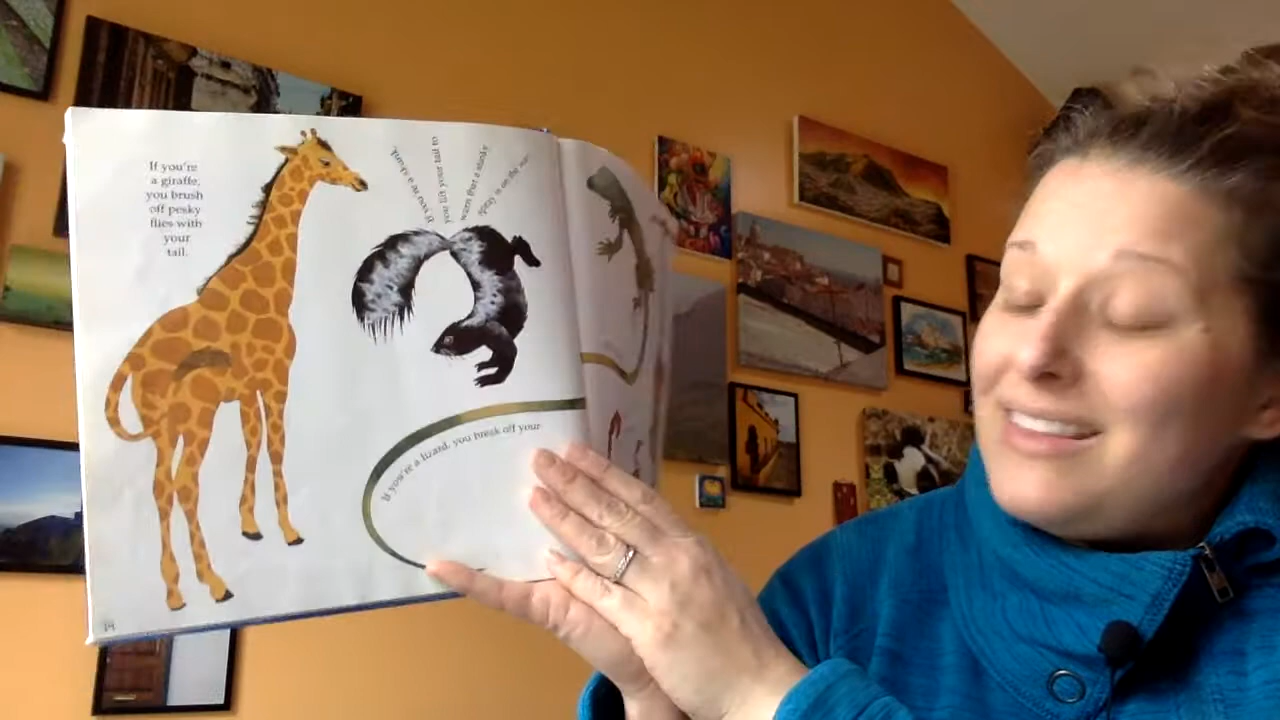 If you're
a giraffe,
you brush
off pesky
flies with
your
tail.
If you're a skunk,
you lift your tail to
warn that a stinky
spray is on the way.
If you're a lizard, you break off your
14